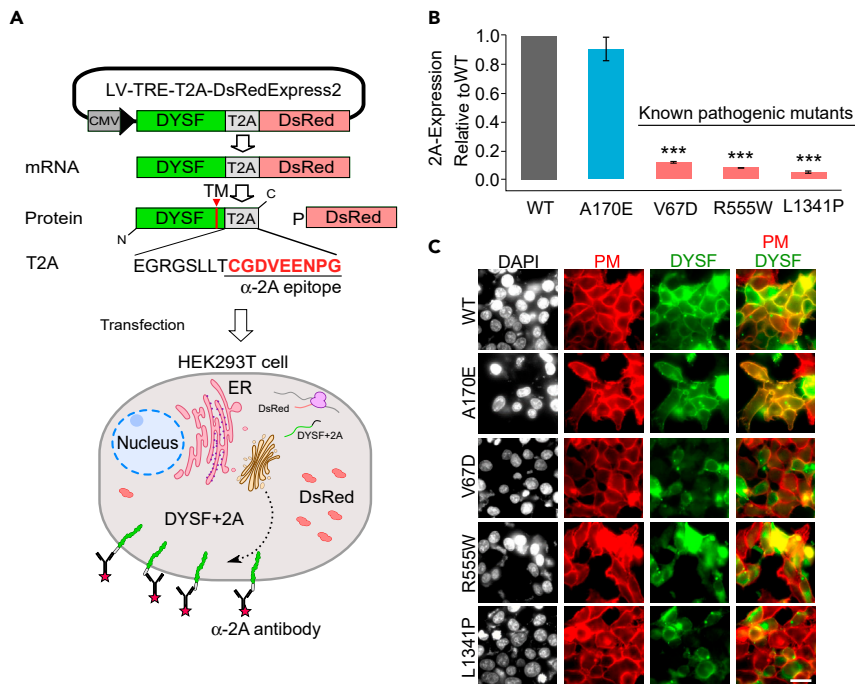 A
LV-TRE-T2A-DsRedExpress2
CMV DYSF T2A DsRed
mRNA DYSF T2A DsRed
TM C
Protein DYSF T2A P DsRed
N
T2A EGRGSLLTCGDVEENPG
α-2A epitope
Transfection
HEK293T cell
ER
DsRed
Nucleus
DYSF+2A
DsRed
DYSF+2A
α-2A antibody
B
2A-Expression
Relative toWT
1.0
0.8
0.6
0.4
0.2
0.0
Known pathogenic mutants
*** *** ***
WT A170E V67D R555W L1341P
C
DAPI PM DYSF PM
DYSF
WT
A170E
V67D
R555W
L1341P